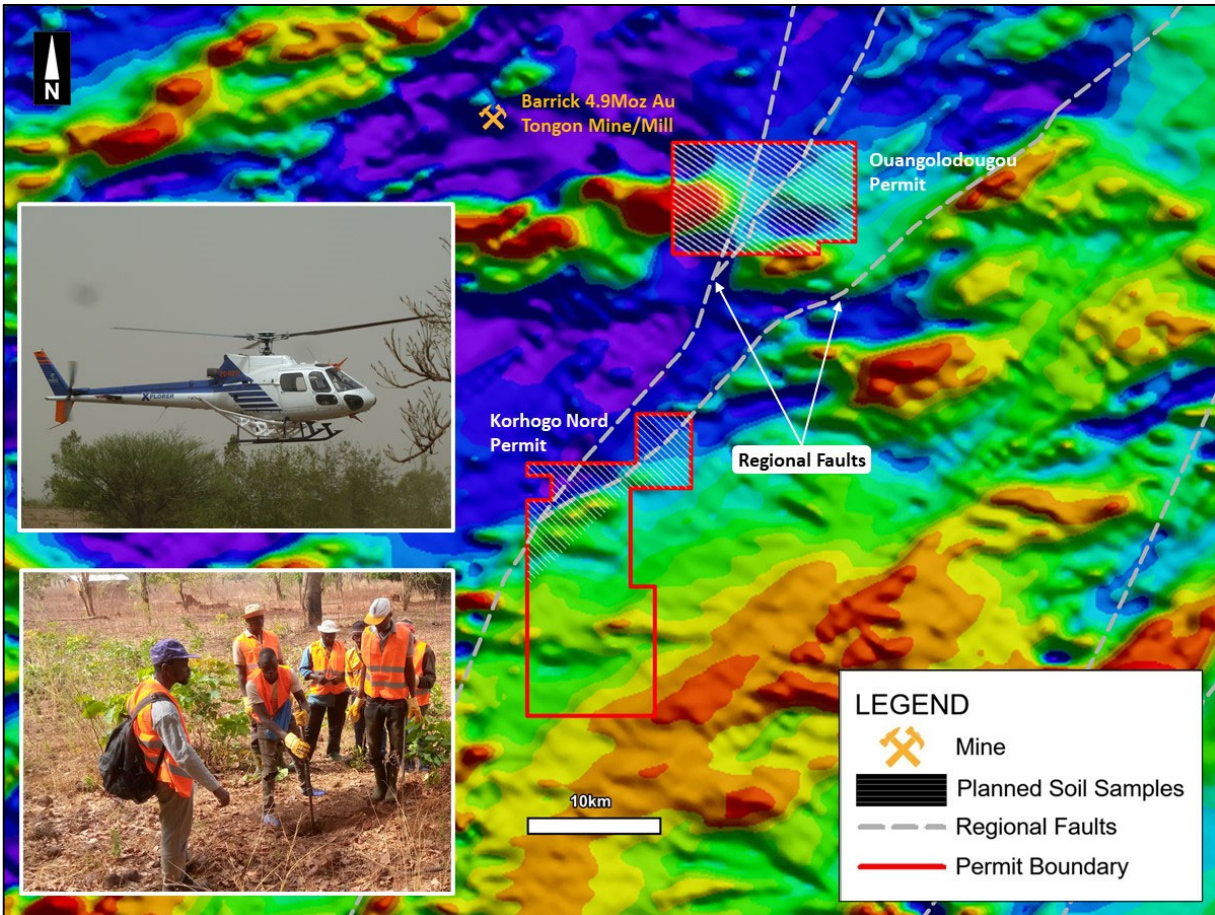 N
Barrick 4.9Moz Au
Tongon Mine/Mill
Ouangolodougou
Permit
XPLORER
Korhogo Nord
Permit
Regional Faults
10km
LEGEND
Mine
Planned Soil Samples
Regional Faults
Permit Boundary